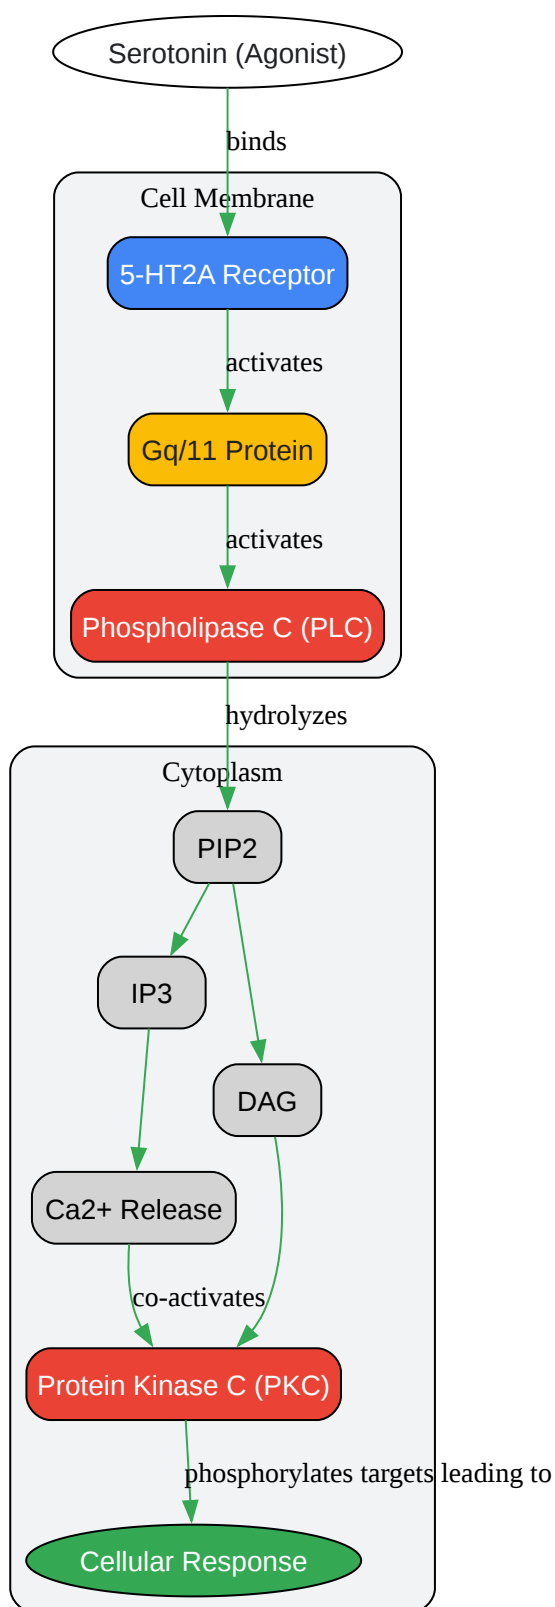 Serotonin (Agonist)
binds
Cell Membrane
5-HT2A Receptor
activates
Gq/11 Protein
activates
Phospholipase C (PLC)
hydrolyzes
Cytoplasm
PIP2
IP3
DAG
Ca2+ Release
co-activates
Protein Kinase C (PKC)
phosphorylates targets leading to
Cellular Response